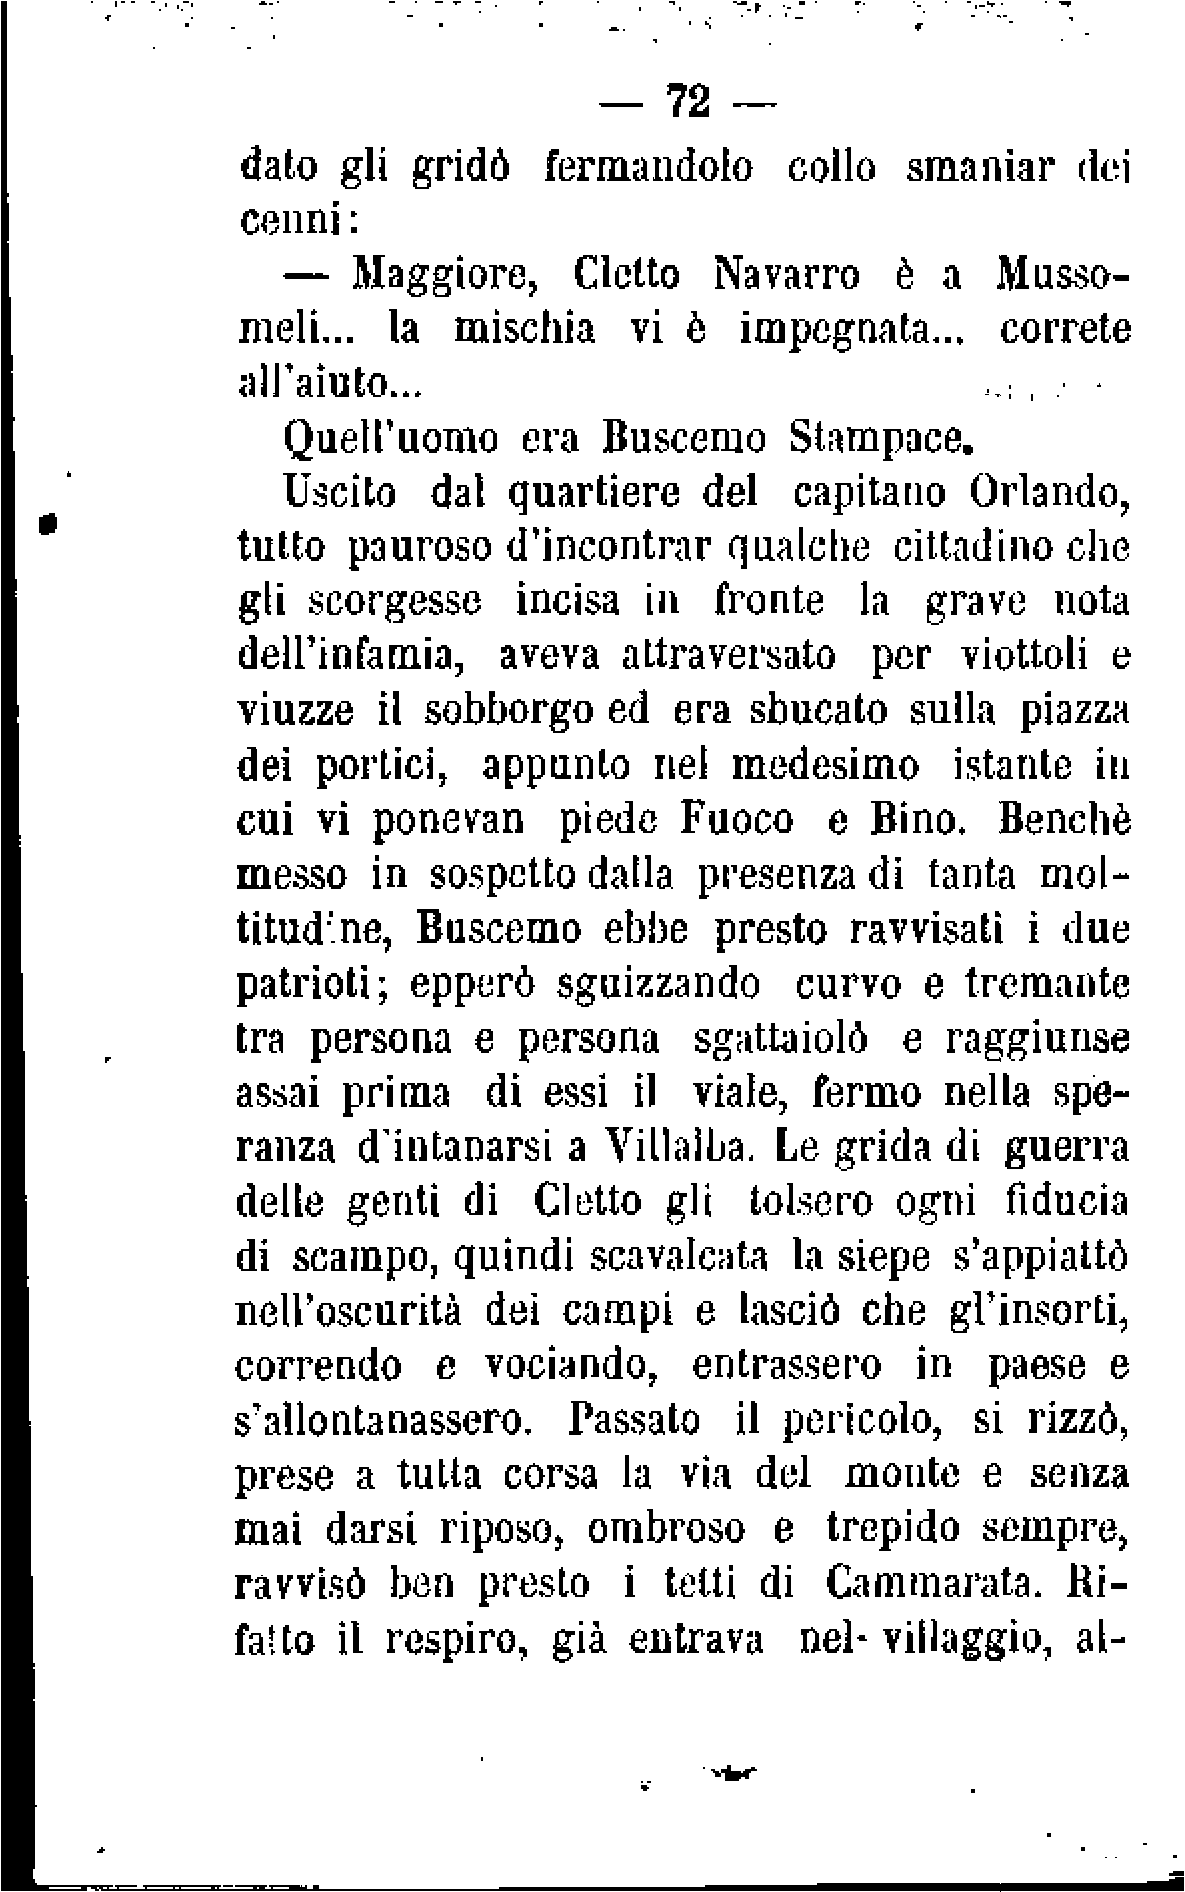 — 72 —
dato gli gridò fermandolo collo smaniar dei
cenni:
— Maggiore, Cletto Navarro è a Musso-
meli... la mischia vi è impegnata... correte
all'aiuto...
Quell'uomo era Buscemo Stampace.
Uscito dal quartiere del capitano Orlando,
tutto pauroso d'incontrar qualche cittadino che
gli scorgesse incisa in fronte la grave nota
dell'infamia, aveva attraversato per viottoli e
viuzze il sobborgo ed era sbucato sulla piazza
dei portici, appunto nel medesimo istante in
cui vi ponevan piede Fuoco e Bino. Benchè
messo in sospetto dalla presenza di tanta mol-
titudine, Buscemo ebbe presto ravvisati i due
patrioti; epperò sguizzando curvo e tremante
tra persona e persona sgattaiolò e raggiunse
assai prima di essi il viale, fermo nella spe-
ranza d'intanarsi a Villalba. Le grida di guerra
delle genti di Cletto gli tolsero ogni fiducia
di scampo, quindi scavalcata la siepe s'appiattò
nell'oscurità dei campi e lasciò che gl'insorti,
correndo e vociando, entrassero in paese e
s'allontanassero. Passato il pericolo, si rizzò,
prese a tutta corsa la via del monte e senza
mai darsi riposo, ombroso e trepido sempre,
ravvisò ben presto i tetti di Cammarata. Ri-
fatto il respiro, già entrava nel villaggio, al-